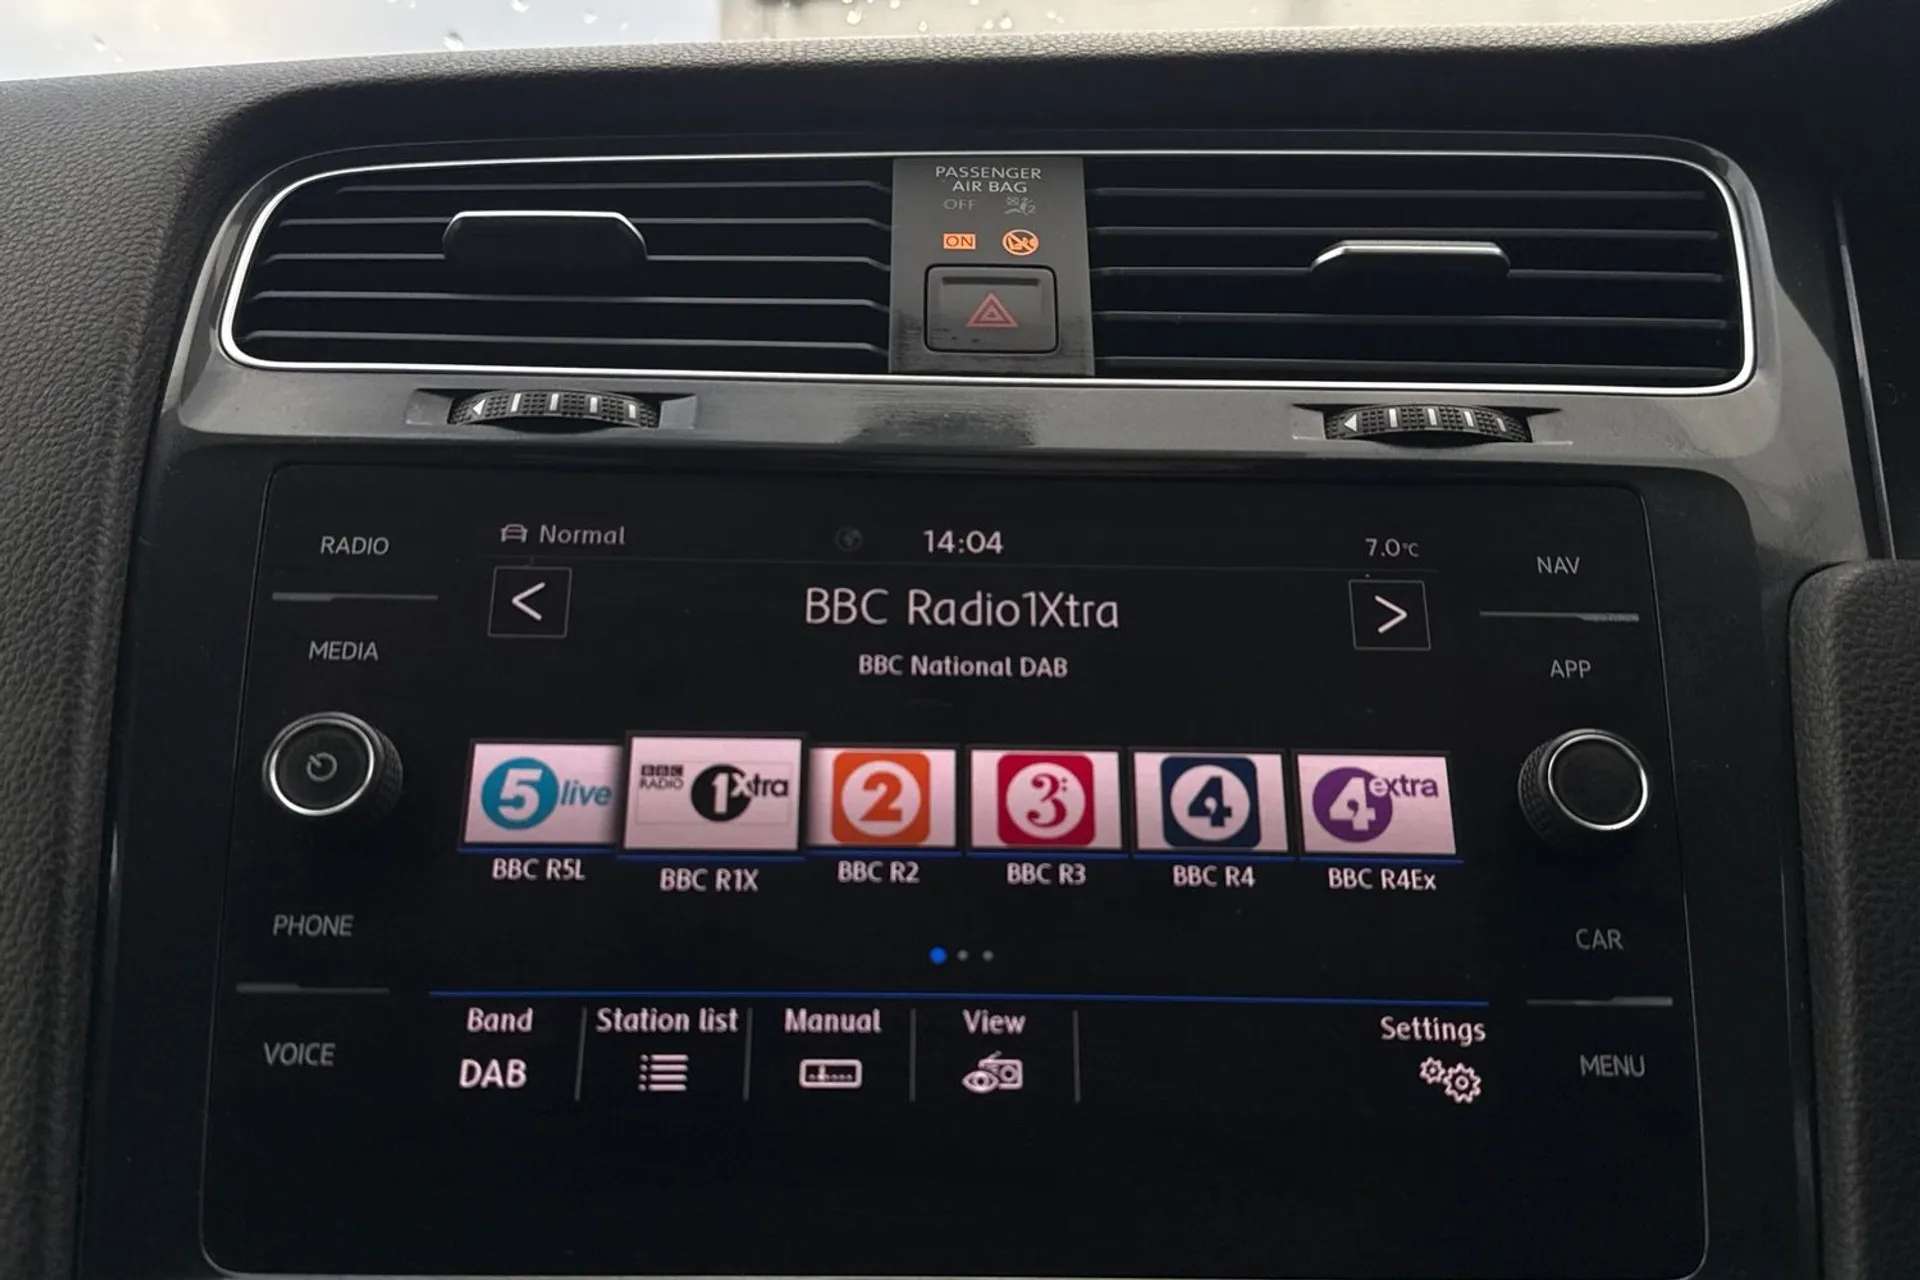 PASSENGER
AIR BAG
OFF
ON
RADIO
MEDIA
PHONE
VOICE
Normal
14:04
7.0°C
<
BBC Radio1Xtra
>
BBC National DAB
5 live
BBC RADIO 1Xtra
2
3
4
4 extra
BBC R5L
BBC R1X
BBC R2
BBC R3
BBC R4
BBC R4Ex
Band
Station list
Manual
View
Settings
DAB
NAV
APP
CAR
MENU